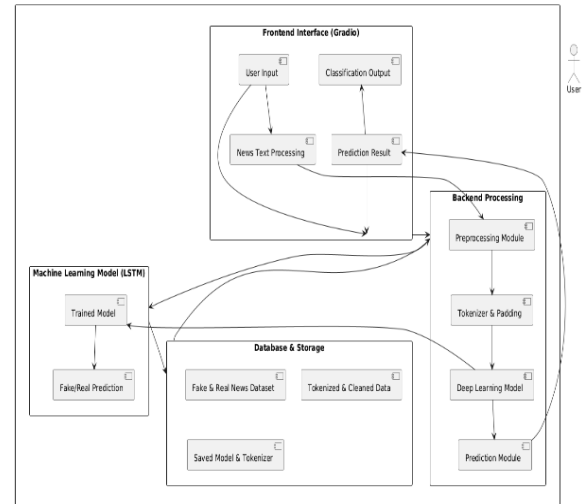 Frontend Interface (Gradio)
User Input
Classification Output
User
News Text Processing
Prediction Result
Backend Processing
Preprocessing Module
Machine Learning Model (LSTM)
Trained Model
Tokenizer & Padding
Database & Storage
Fake/Real Prediction
Fake & Real News Dataset
Tokenized & Cleaned Data
Deep Learning Model
Saved Model & Tokenizer
Prediction Module